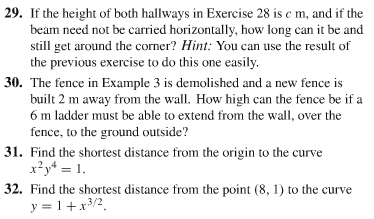 29. If the height of both hallways in Exercise 28 is c m, and if the
beam need not be carried horizontally, how long can it be and
still get around the corner? Hint: You can use the result of
the previous exercise to do this one easily.
30. The fence in Example 3 is demolished and a new fence is
built 2 m away from the wall. How high can the fence be if a
6 m ladder must be able to extend from the wall, over the
fence, to the ground outside?
31. Find the shortest distance from the origin to the curve
x²y⁴ = 1.
32. Find the shortest distance from the point (8, 1) to the curve
y = 1 + x³ᐟ².